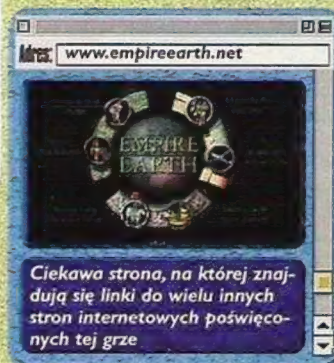 Adres: www.empireearth.net
EMPIRE
EARTH
Ciekawa strona, na której znaj-
dują się linki do wielu innych
stron internetowych poświęco-
nych tej grze